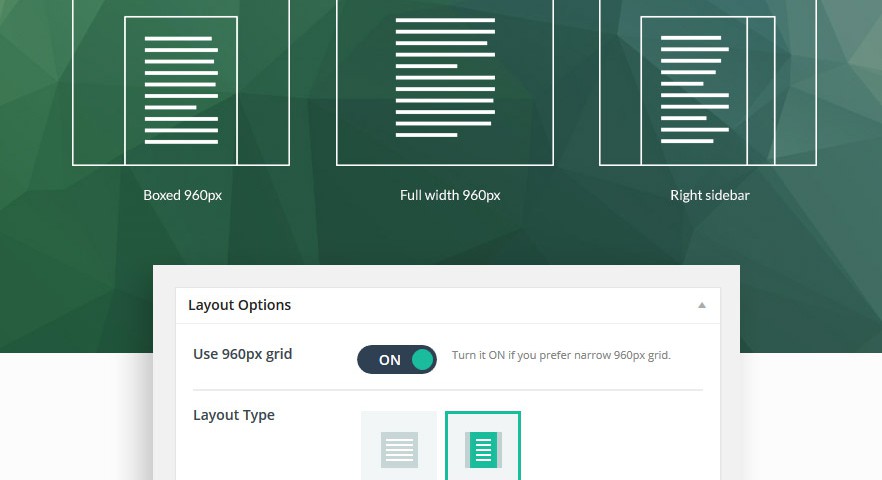 Boxed 960px
Full width 960px
Right sidebar
Layout Options
Use 960px grid
ON
Turn it ON if you prefer narrow 960px grid.
Layout Type